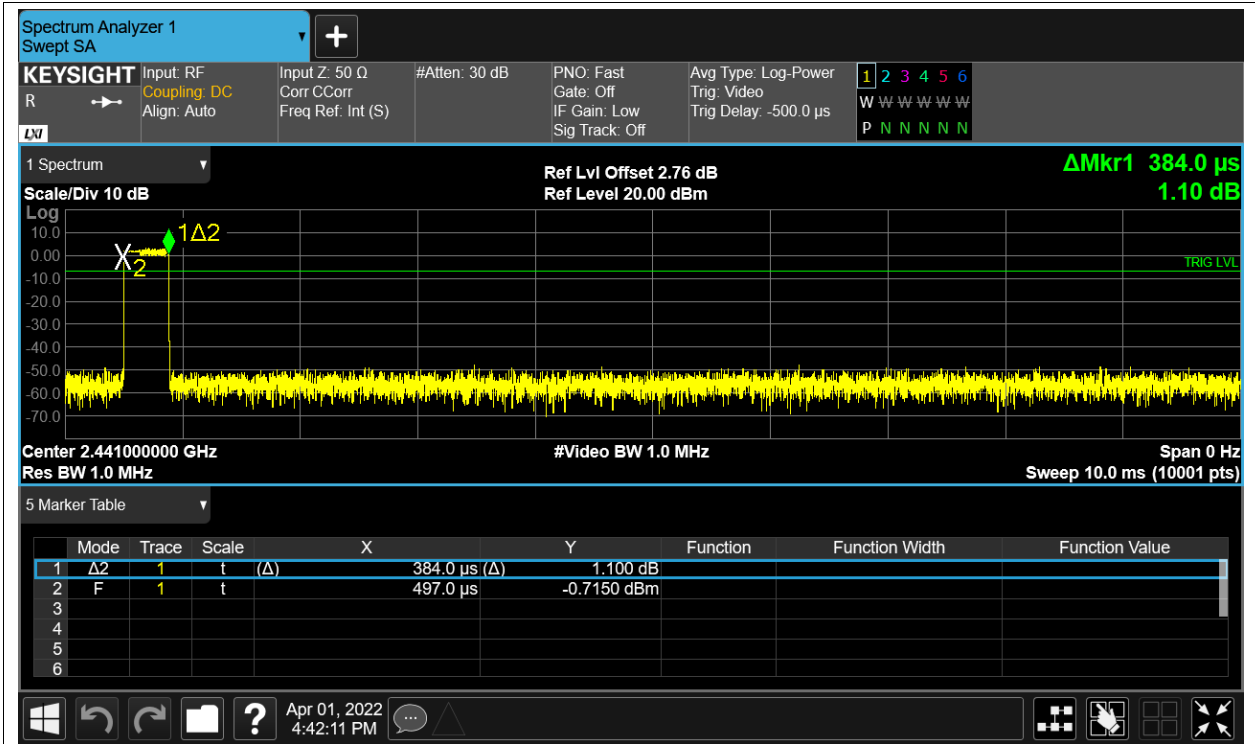 Spectrum Analyzer 1
Swept SA
KEYSIGHT
R
LXI
Input: RF
Coupling: DC
Align: Auto
Input Z: 50 Ω
Corr CCorr
Freq Ref: Int (S)
#Atten: 30 dB
PNO: Fast
Gate: Off
IF Gain: Low
Sig Track: Off
Avg Type: Log-Power
Trig: Video
Trig Delay: -500.0 µs
1 2 3 4 5 6
W W W W W W
P N N N N N
1 Spectrum
Scale/Div 10 dB
Ref Lvl Offset 2.76 dB
Ref Level 20.00 dBm
ΔMkr1 384.0 µs
1.10 dB
Log
10.0
0.00
-10.0
-20.0
-30.0
-40.0
-50.0
-60.0
-70.0
1Δ2
X2
TRIG LVL
Center 2.441000000 GHz
#Video BW 1.0 MHz
Span 0 Hz
Res BW 1.0 MHz
Sweep 10.0 ms (10001 pts)
5 Marker Table
Mode Trace Scale X Y Function Function Width Function Value
1 Δ2 1 t (Δ) 384.0 µs (Δ) 1.100 dB
2 F 1 t 497.0 µs -0.7150 dBm
3
4
5
6
?
Apr 01, 2022
4:42:11 PM